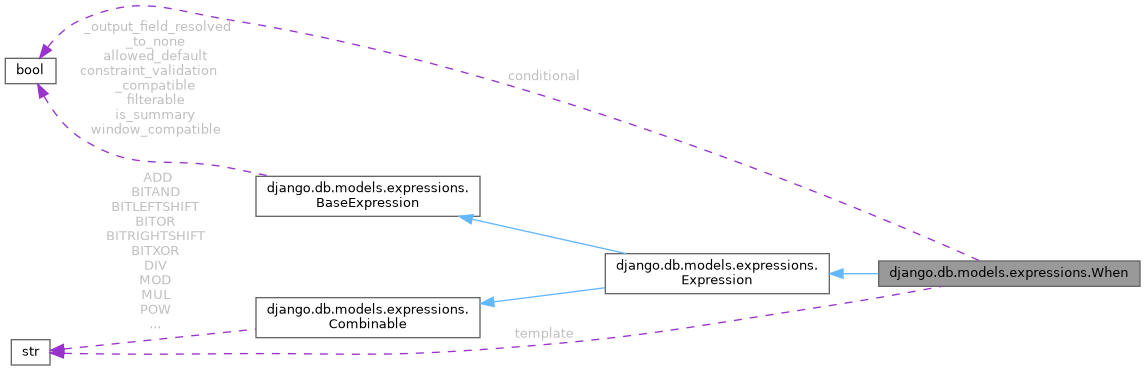 _output_field_resolved
_to_none
allowed_default
constraint_validation
_compatible
filterable
is_summary
window_compatible
bool
conditional
ADD
BITAND
BITLEFTSHIFT
BITOR
BITRIGHTSHIFT
BITXOR
DIV
MOD
MUL
POW
...
django.db.models.expressions.
BaseExpression
django.db.models.expressions.
Expression
django.db.models.expressions.When
django.db.models.expressions.
Combinable
template
str